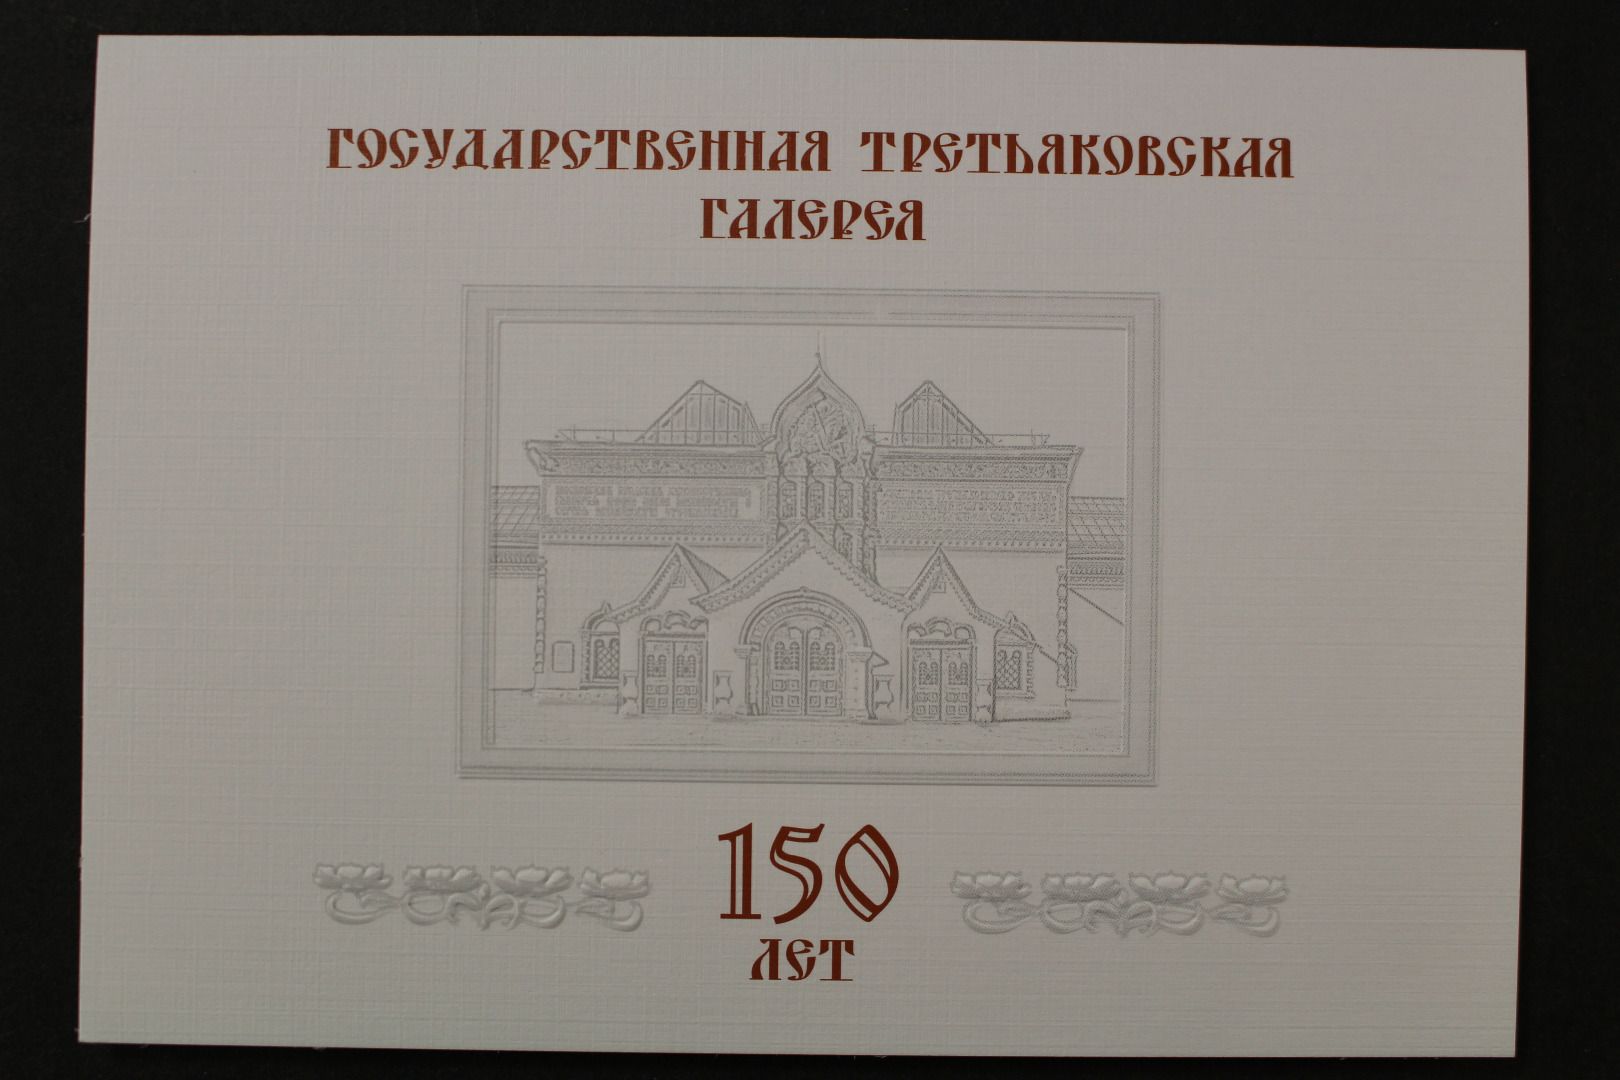 ГОСУДАРСТВЕННАЯ ТРЕТЬЯКОВСКАЯ
ГАЛЕРЕЯ
150
ЛЕТ